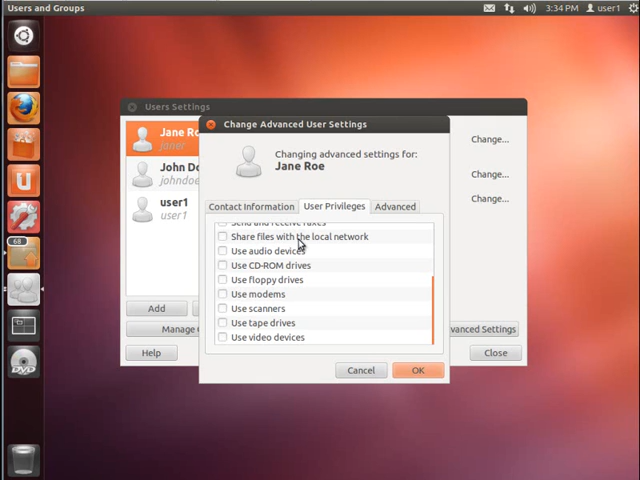 Users and Groups
3:34 PM
user1
Users Settings
Change Advanced User Settings
Jane Ro
janer
Changing advanced settings for:
Jane Roe
Change...
John Do
johndoe
Change...
user1
user1
Change...
Contact Information
User Privileges
Advanced
Send and receive faxes
Share files with the local network
Use audio devices
Use CD-ROM drives
Use floppy drives
Use modems
Use scanners
Use tape drives
Use video devices
68
Add
Manage
vanced Settings
Help
Close
Cancel
OK
DVD